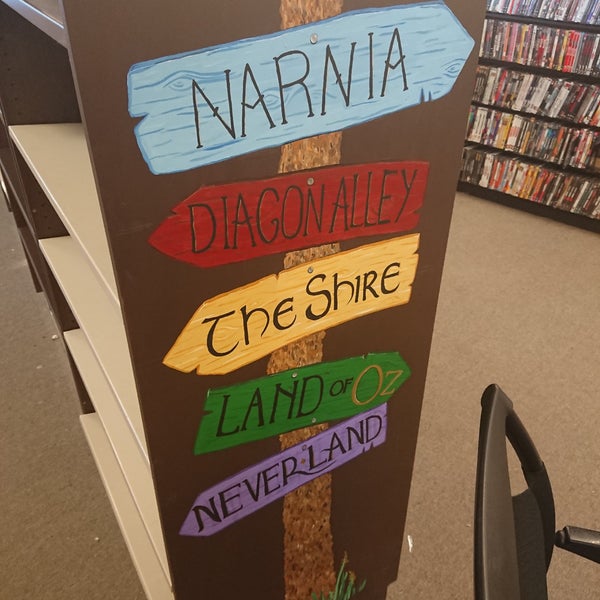 NARNIA
DIAGON ALLEY
The Shire
LAND OF OZ
NEVER·LAND